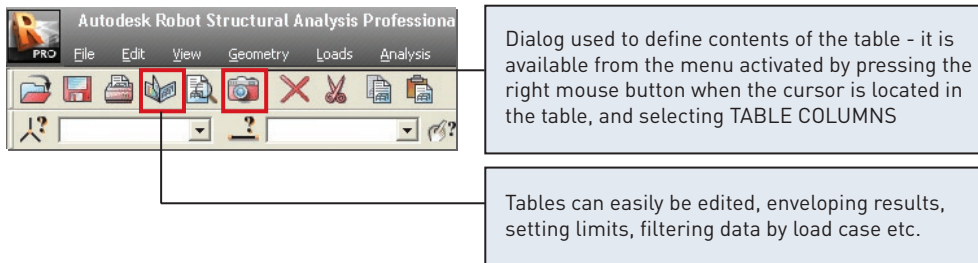 Autodesk Robot Structural Analysis Professiona
PRO File Edit View Geometry Loads Analysis
Dialog used to define contents of the table - it is
available from the menu activated by pressing the
right mouse button when the cursor is located in
the table, and selecting TABLE COLUMNS
Tables can easily be edited, enveloping results,
setting limits, filtering data by load case etc.